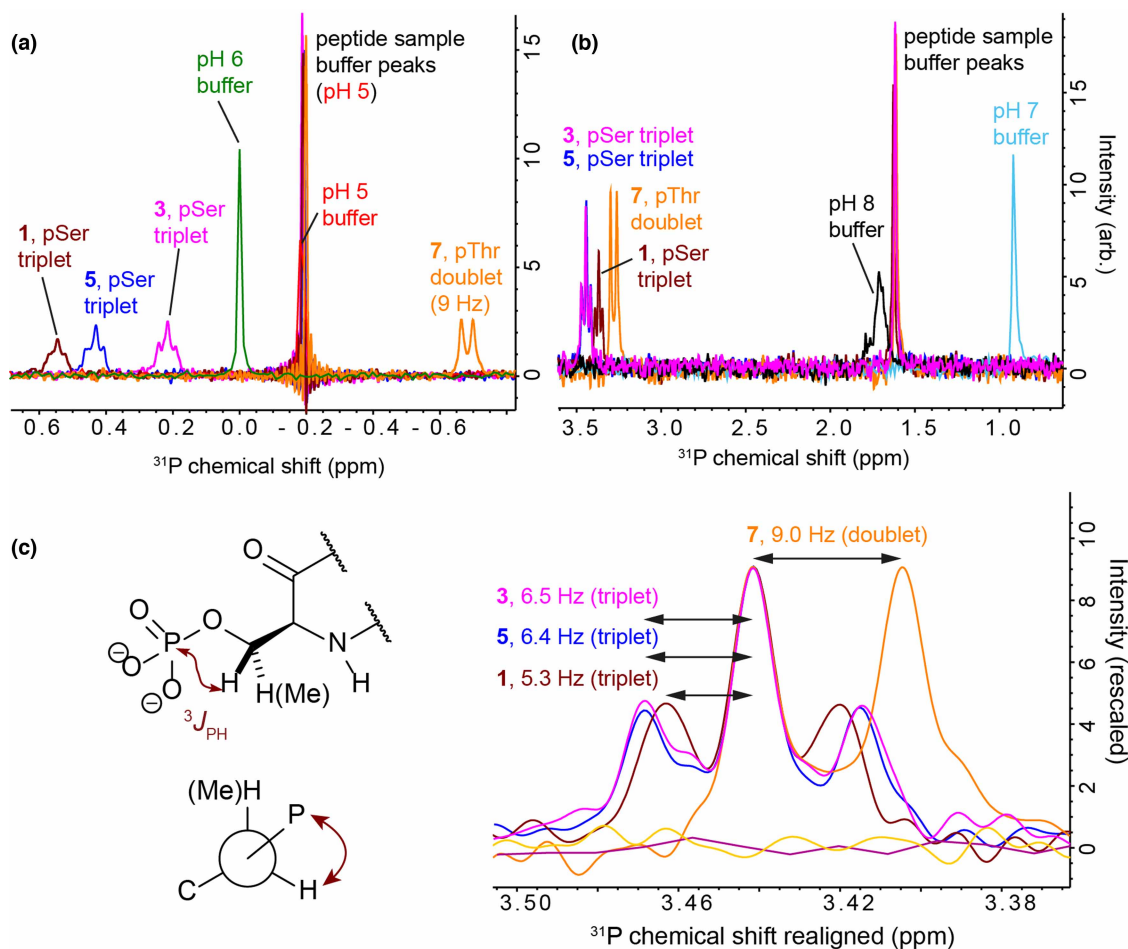 (a)
pH 6
buffer
peptide sample
buffer peaks
(pH 5)
3, pSer
triplet
1, pSer
triplet
5, pSer
triplet
pH 5
buffer
7, pThr
doublet
(9 Hz)
15
10
5
0
0.6 0.4 0.2 0.0 - 0.2 - 0.4 - 0.6
³¹P chemical shift (ppm)
(b)
peptide sample
buffer peaks
pH 7
buffer
3, pSer triplet
5, pSer triplet
7, pThr
doublet
1, pSer
triplet
pH 8
buffer
15
10
5
0
Intensity (arb.)
3.5 3.0 2.5 2.0 1.5 1.0
³¹P chemical shift (ppm)
(c)
O
O
P
O
N
⊖
O
O
⊖
H
H(Me)
H
³J_PH
(Me)H
P
C
H
7, 9.0 Hz (doublet)
3, 6.5 Hz (triplet)
5, 6.4 Hz (triplet)
1, 5.3 Hz (triplet)
10
8
6
4
2
0
Intensity (rescaled)
3.50 3.46 3.42 3.38
³¹P chemical shift realigned (ppm)